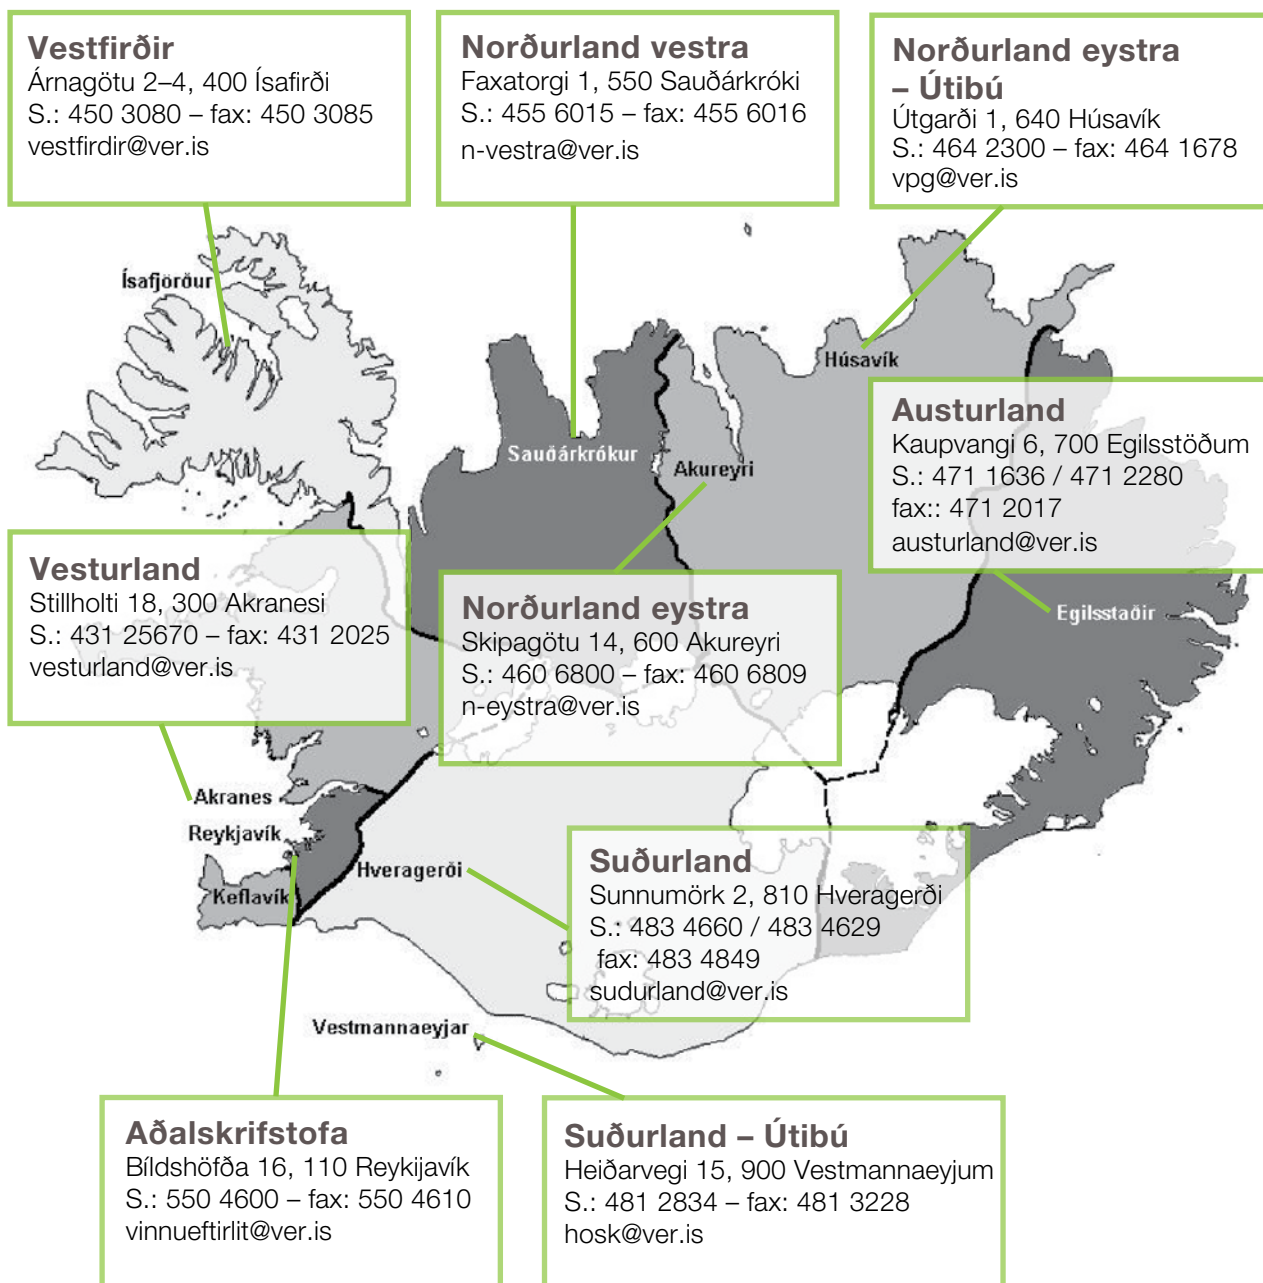 Vestfirðir
Árnagötu 2–4, 400 Ísafirði
S.: 450 3080 – fax: 450 3085
vestfirdir@ver.is
Norðurland vestra
Faxatorgi 1, 550 Sauðárkróki
S.: 455 6015 – fax: 455 6016
n-vestra@ver.is
Norðurland eystra
– Útibú
Útgarði 1, 640 Húsavík
S.: 464 2300 – fax: 464 1678
vpg@ver.is
Ísafjörður
Húsavík
Sauðárkrókur
Akureyri
Austurland
Kaupvangi 6, 700 Egilsstöðum
S.: 471 1636 / 471 2280
fax:: 471 2017
austurland@ver.is
Vesturland
Stillholti 18, 300 Akranesi
S.: 431 25670 – fax: 431 2025
vesturland@ver.is
Norðurland eystra
Skipagötu 14, 600 Akureyri
S.: 460 6800 – fax: 460 6809
n-eystra@ver.is
Egilsstaðir
Akranes
Reykjavík
Hveragerði
Keflavík
Suðurland
Sunnumörk 2, 810 Hveragerði
S.: 483 4660 / 483 4629
fax: 483 4849
sudurland@ver.is
Vestmannaeyjar
Aðalskrifstofa
Bíldshöfða 16, 110 Reykijavík
S.: 550 4600 – fax: 550 4610
vinnueftirlit@ver.is
Suðurland – Útibú
Heiðarvegi 15, 900 Vestmannaeyjum
S.: 481 2834 – fax: 481 3228
hosk@ver.is